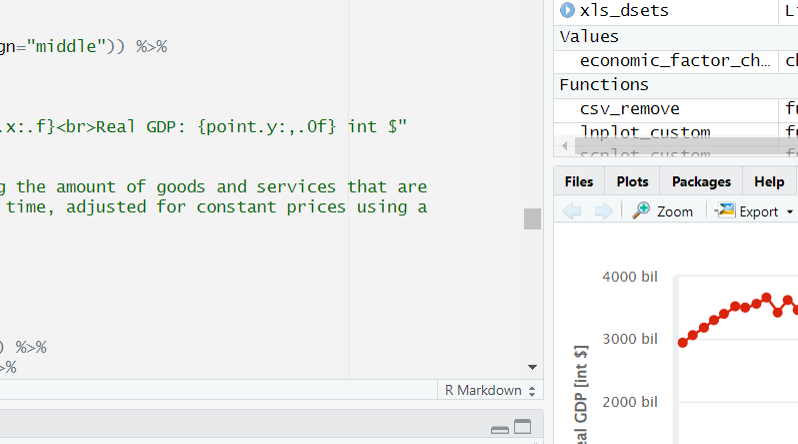 gn="middle")) %>%
.x:.f}<br>Real GDP: {point.y:,.0f} int $"
g the amount of goods and services that are
time, adjusted for constant prices using a
) %>%
>%
R Markdown
xls_dsets
Values
economic_factor_ch…
Functions
csv_remove
lnplot_custom
scplot_custom
Files Plots Packages Help
Zoom Export
4000 bil
3000 bil
2000 bil
eal GDP [int $]